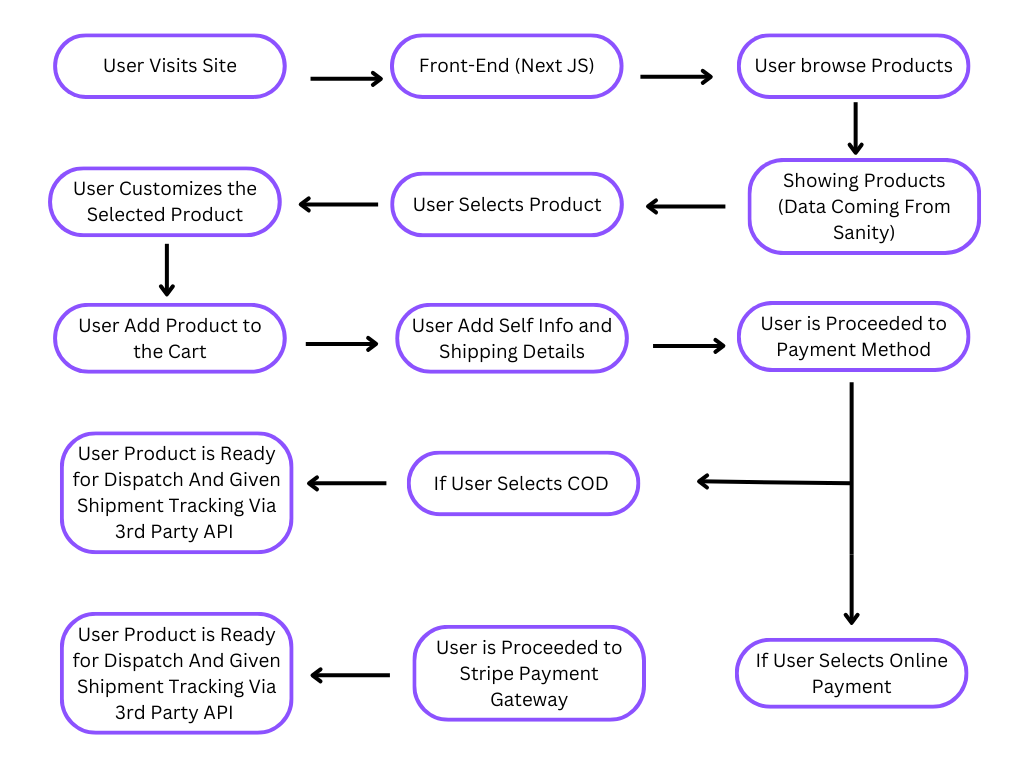 User Visits Site
Front-End (Next JS)
User browse Products
Showing Products
(Data Coming From
Sanity)
User Selects Product
User Customizes the
Selected Product
User Add Product to
the Cart
User Add Self Info and
Shipping Details
User is Proceeded to
Payment Method
If User Selects COD
User Product is Ready
for Dispatch And Given
Shipment Tracking Via
3rd Party API
If User Selects Online
Payment
User is Proceeded to
Stripe Payment
Gateway
User Product is Ready
for Dispatch And Given
Shipment Tracking Via
3rd Party API